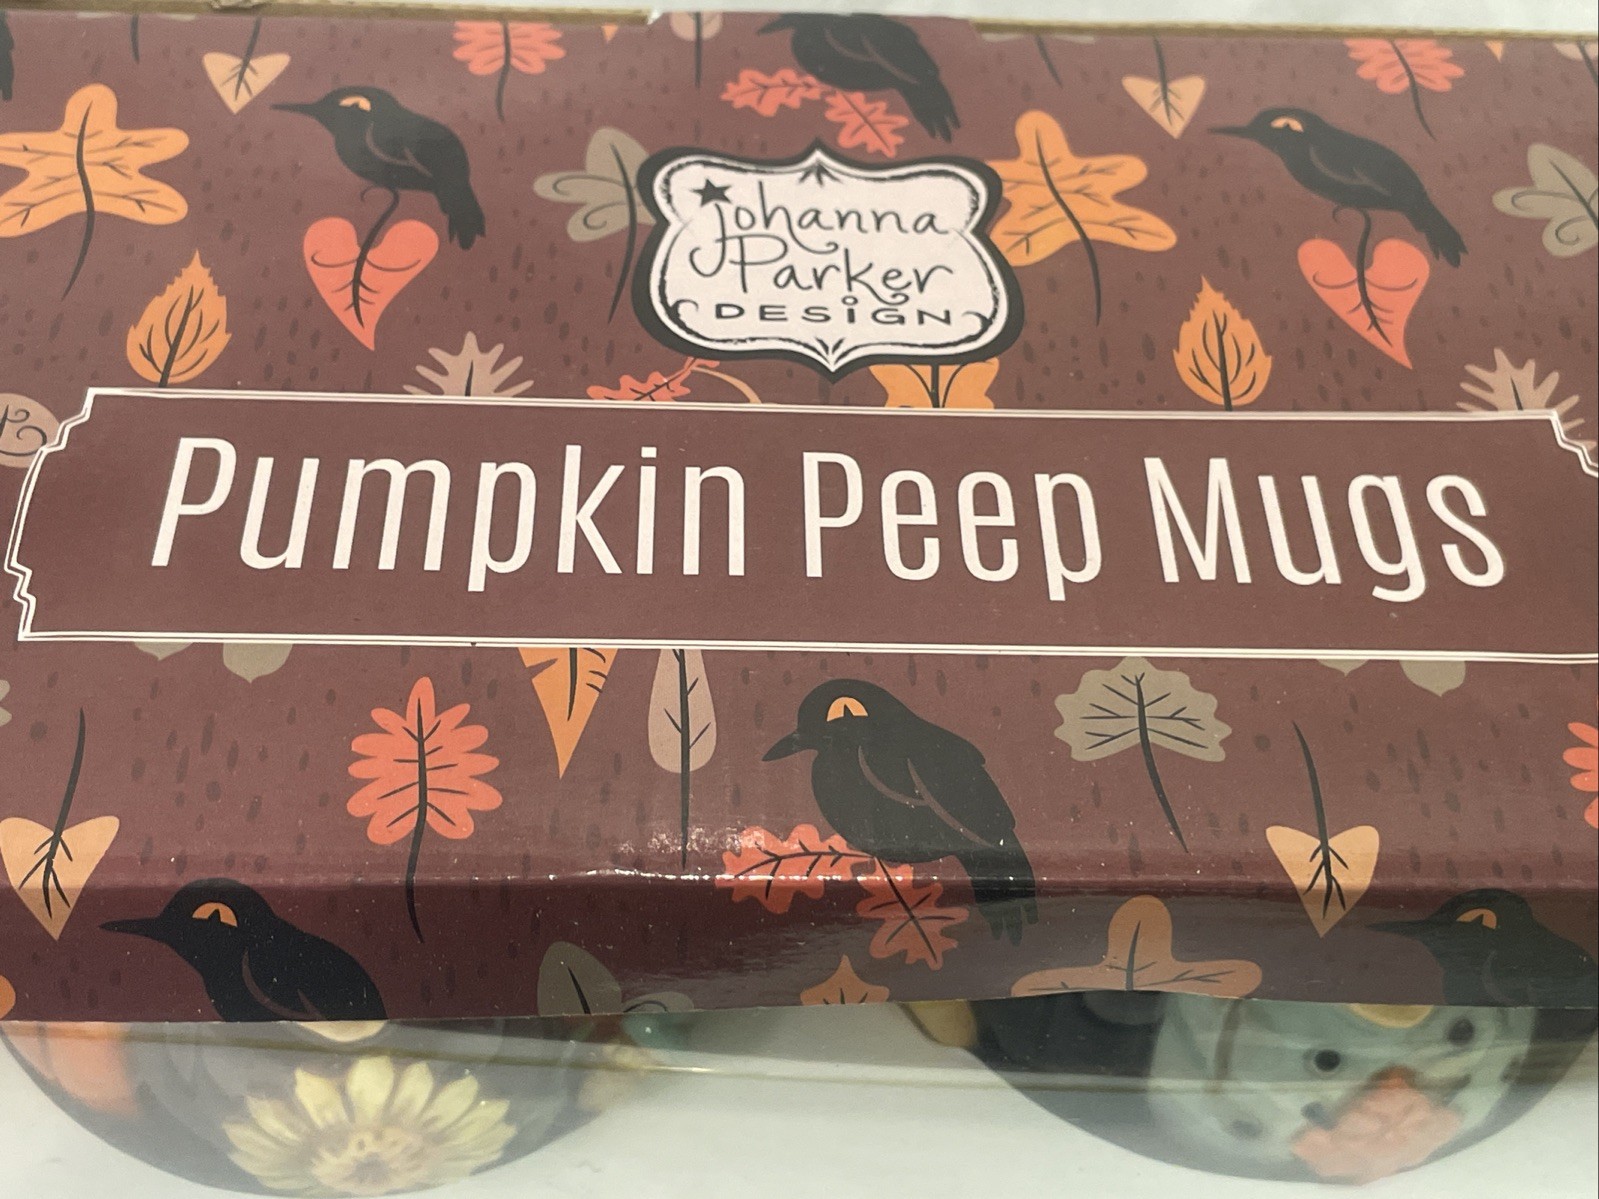 johanna
Parker
DESiGN
Pumpkin Peep Mugs